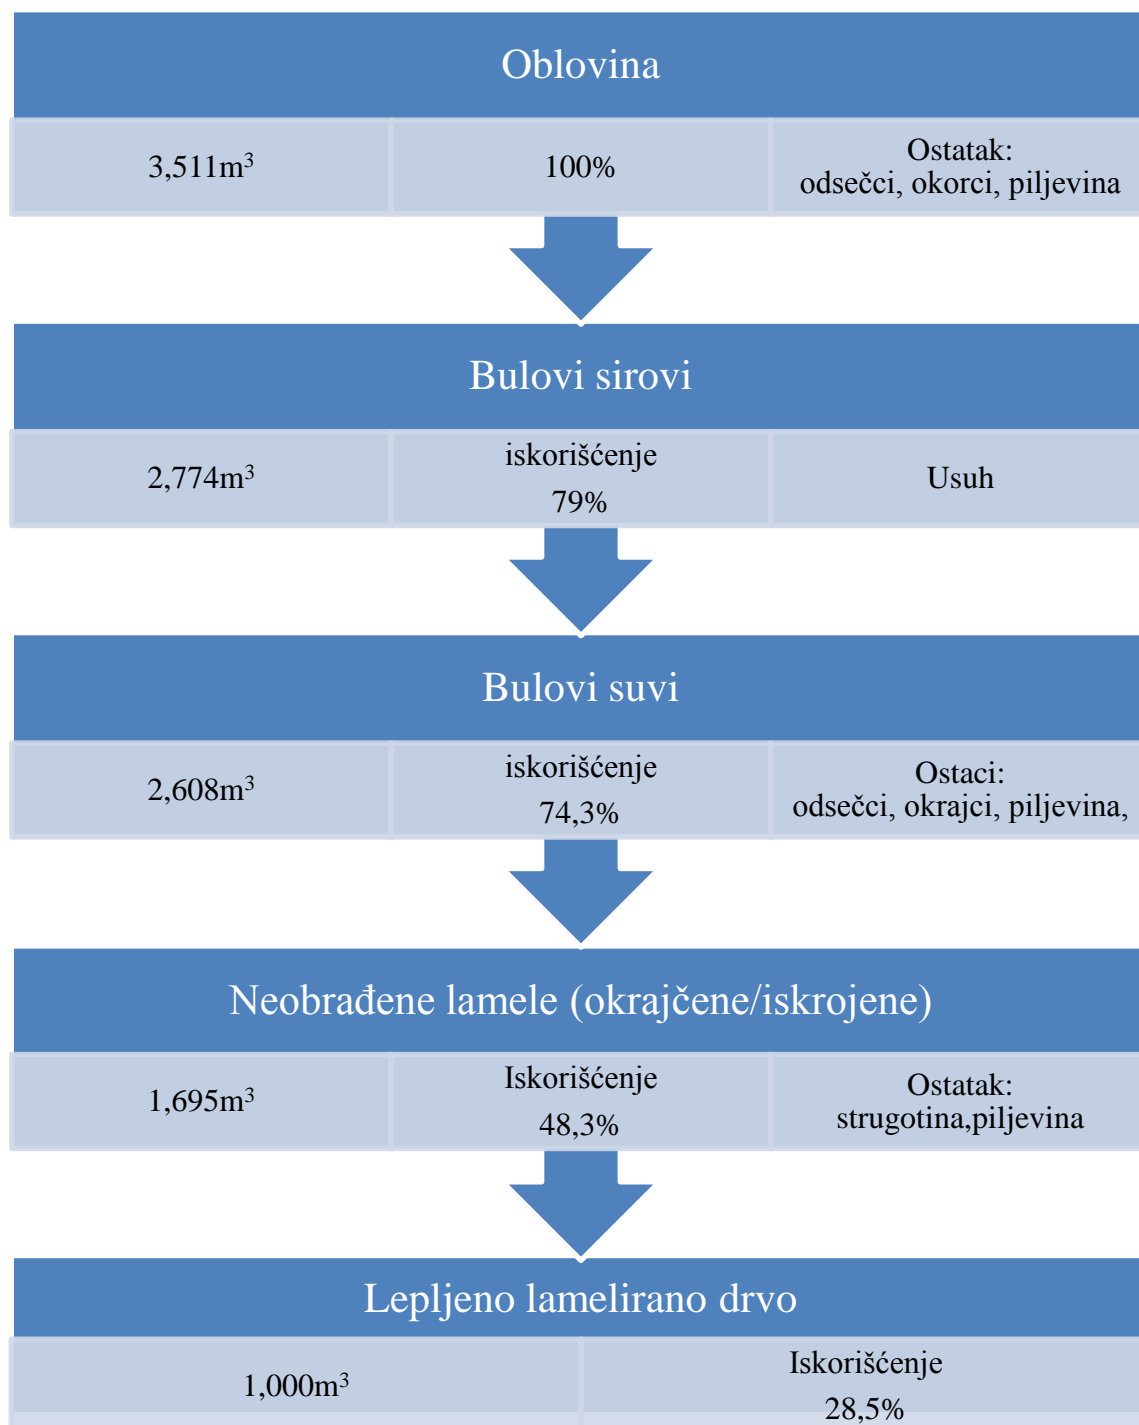 Oblovina
3,511m³
100%
Ostatak:
odsečci, okorci, piljevina
Bulovi sirovi
2,774m³
iskorišćenje
79%
Usuh
Bulovi suvi
2,608m³
iskorišćenje
74,3%
Ostaci:
odsečci, okrajci, piljevina,
Neobrađene lamele (okrajčene/iskrojene)
1,695m³
Iskorišćenje
48,3%
Ostatak:
strugotina,piljevina
Lepljeno lamelirano drvo
1,000m³
Iskorišćenje
28,5%